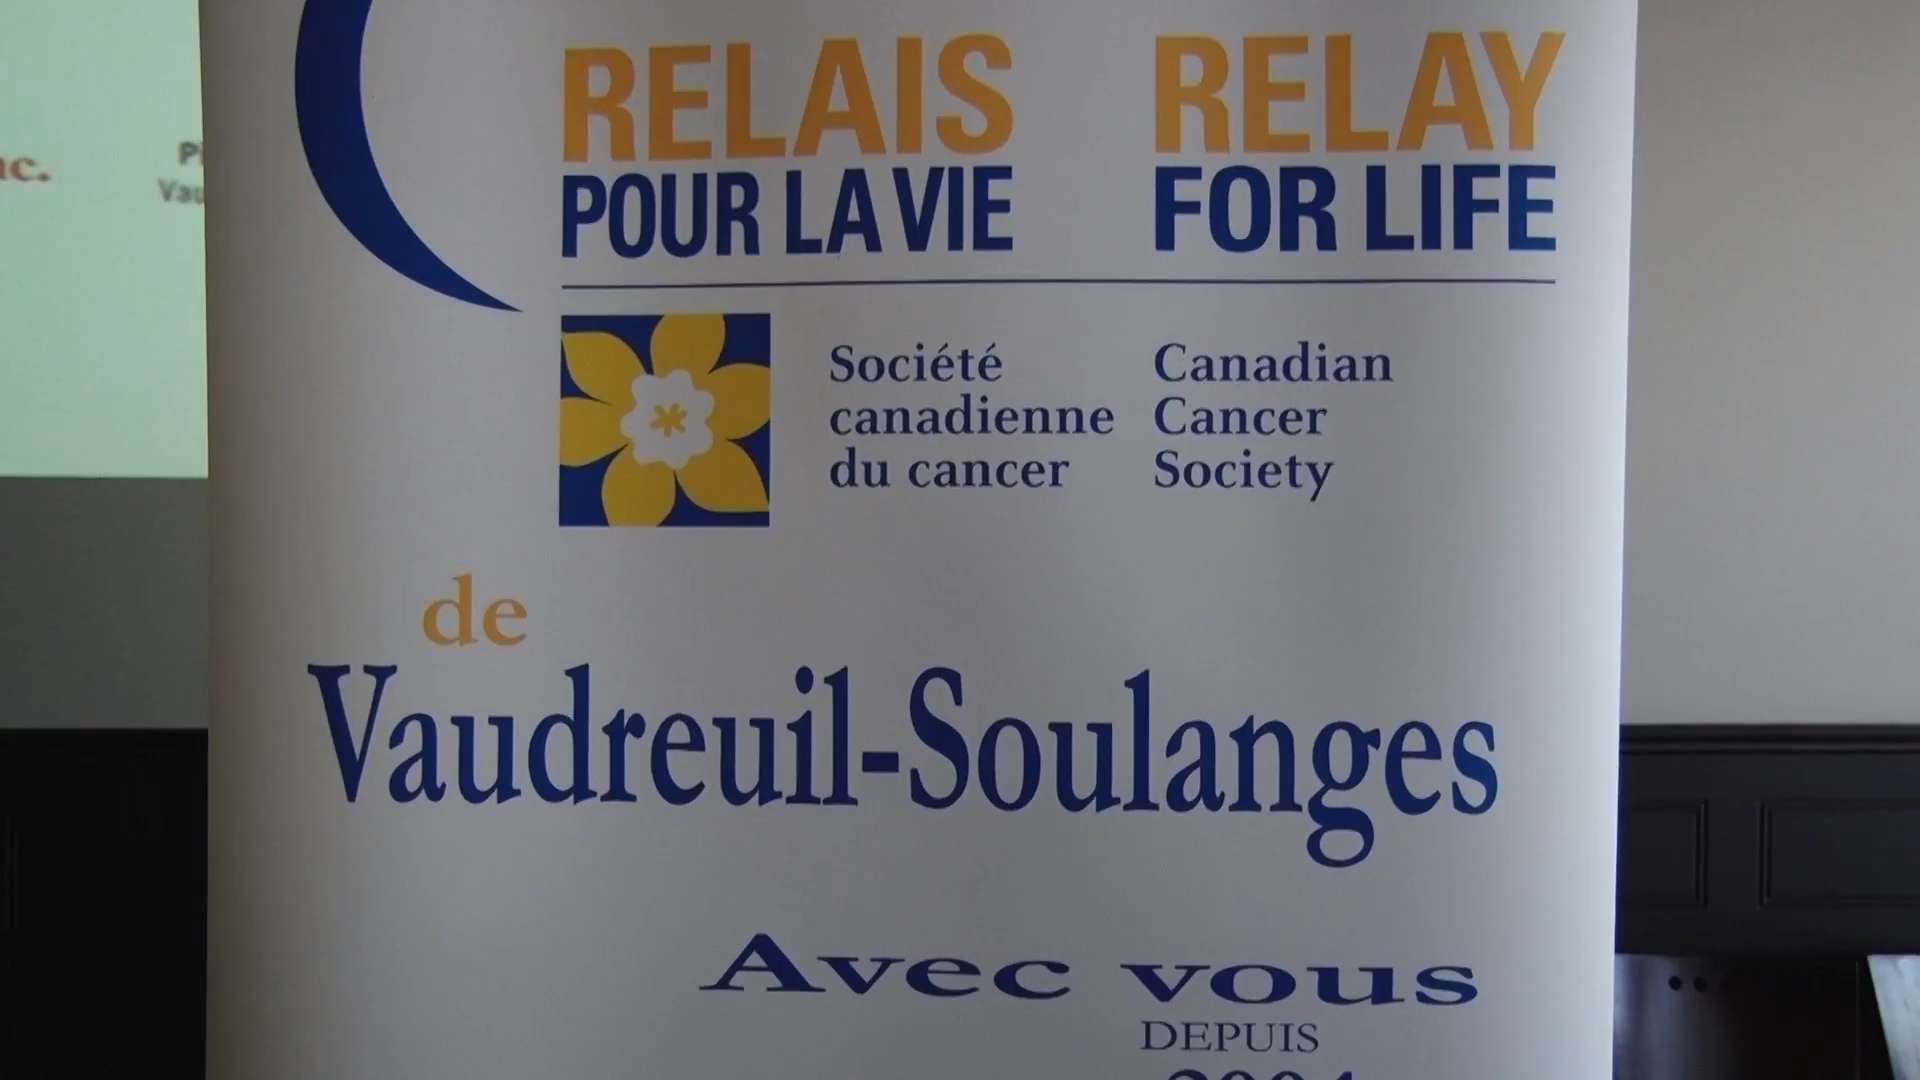 RELAIS RELAY
POUR LA VIE FOR LIFE
Société Canadian
canadienne Cancer
du cancer Society
de
Vaudreuil-Soulanges
Avec vous
DEPUIS